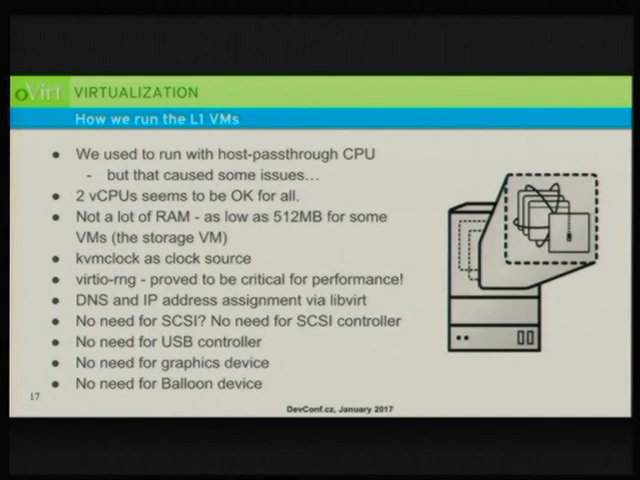 oVirt VIRTUALIZATION
How we run the L1 VMs
● We used to run with host-passthrough CPU
- but that caused some issues…
● 2 vCPUs seems to be OK for all.
● Not a lot of RAM - as low as 512MB for some
VMs (the storage VM)
● kvmclock as clock source
● virtio-rng - proved to be critical for performance!
● DNS and IP address assignment via libvirt
● No need for SCSI? No need for SCSI controller
● No need for USB controller
● No need for graphics device
● No need for Balloon device
17
DevConf.cz, January 2017